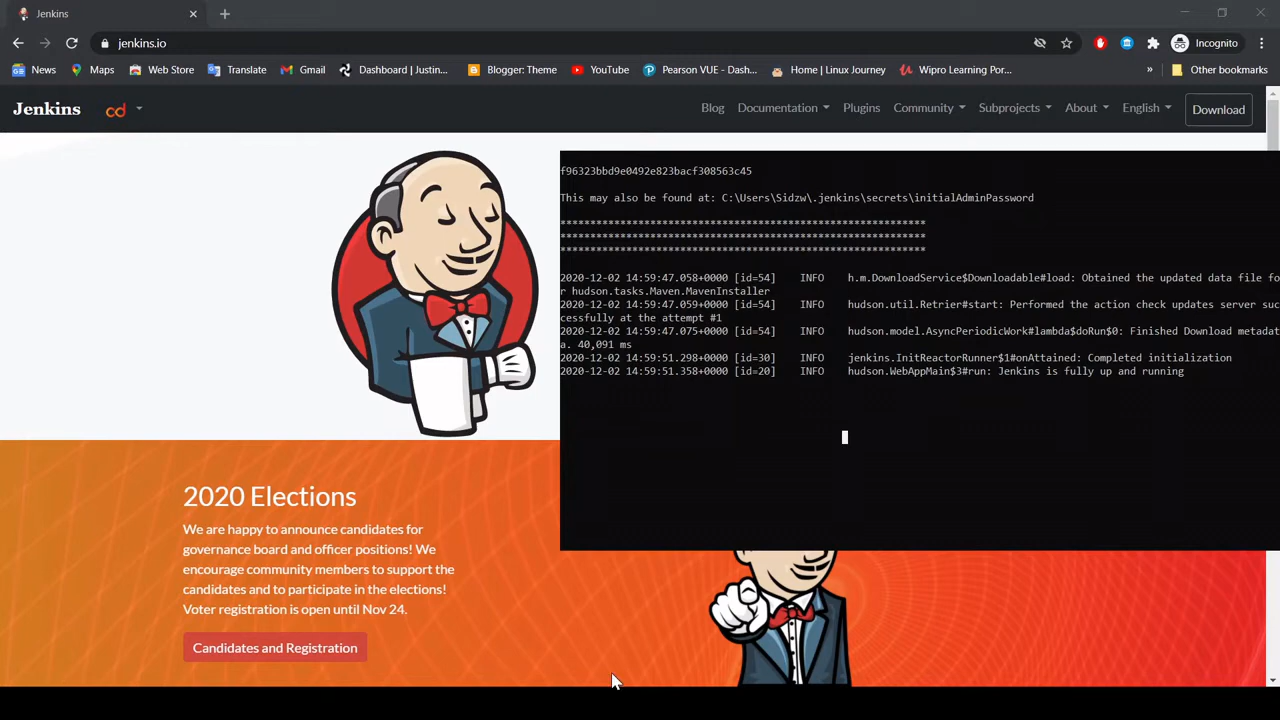 Jenkins
jenkins.io
Incognito
News
Maps
Web Store
Translate
Gmail
Dashboard | Justin...
Blogger: Theme
YouTube
Pearson VUE - Dash...
Home | Linux Journey
Wipro Learning Por...
»
Other bookmarks
Jenkins
cd
Blog
Documentation
Plugins
Community
Subprojects
About
English
Download
f96323bbd9e0492e823bacf308563c45
This may also be found at: C:\Users\Sidzw\.jenkins\secrets\initialAdminPassword
*************************************************************
*************************************************************
*************************************************************
2020-12-02 14:59:47.058+0000 [id=54] INFO h.m.DownloadService$Downloadable#load: Obtained the updated data file fo
r hudson.tasks.Maven.MavenInstaller
2020-12-02 14:59:47.059+0000 [id=54] INFO hudson.util.Retrier#start: Performed the action check updates server suc
cessfully at the attempt #1
2020-12-02 14:59:47.075+0000 [id=54] INFO hudson.model.AsyncPeriodicWork#lambda$doRun$0: Finished Download metadat
a. 40,091 ms
2020-12-02 14:59:51.298+0000 [id=30] INFO jenkins.InitReactorRunner$1#onAttained: Completed initialization
2020-12-02 14:59:51.358+0000 [id=20] INFO hudson.WebAppMain$3#run: Jenkins is fully up and running
2020 Elections
We are happy to announce candidates for
governance board and officer positions! We
encourage community members to support the
candidates and to participate in the elections!
Voter registration is open until Nov 24.
Candidates and Registration